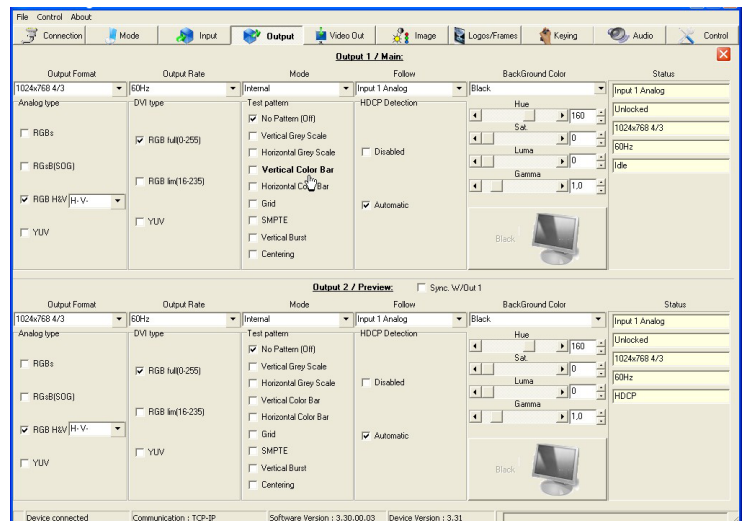 File Control About
Connection Mode Input Output Video Out Image Logos/Frames Keying Audio Control
Output 1 / Main:
Output Format Output Rate Mode Follow BackGround Color Status
1024x768 4/3 60Hz Internal Input 1 Analog Black Input 1 Analog
Analog type DVI type Test pattern HDCP Detection Hue
No Pattern (Off) 160 Unlocked
RGBs RGB full(0-255) Vertical Grey Scale Sat. 1024x768 4/3
Horizontal Grey Scale Disabled 0 60Hz
RGsB(SOG) Vertical Color Bar Luma Idle
0
RGB lim(16-235) Horizontal Color Bar Gamma
1,0
RGB H&V H- V- Grid Automatic
YUV YUV SMPTE
Vertical Burst Black
Centering
Output 2 / Preview: Sync. W/Out 1
Output Format Output Rate Mode Follow BackGround Color Status
1024x768 4/3 60Hz Internal Input 1 Analog Black Input 1 Analog
Analog type DVI type Test pattern HDCP Detection Hue
No Pattern (Off) 160 Unlocked
RGBs RGB full(0-255) Vertical Grey Scale Sat. 1024x768 4/3
Horizontal Grey Scale Disabled 0 60Hz
RGsB(SOG) Vertical Color Bar Luma HDCP
0
RGB lim(16-235) Horizontal Color Bar Gamma
1,0
RGB H&V H- V- Grid Automatic
YUV YUV SMPTE
Vertical Burst Black
Centering
Device connected Communication : TCP-IP Software Version : 3.30.00.03 Device Version : 3.31